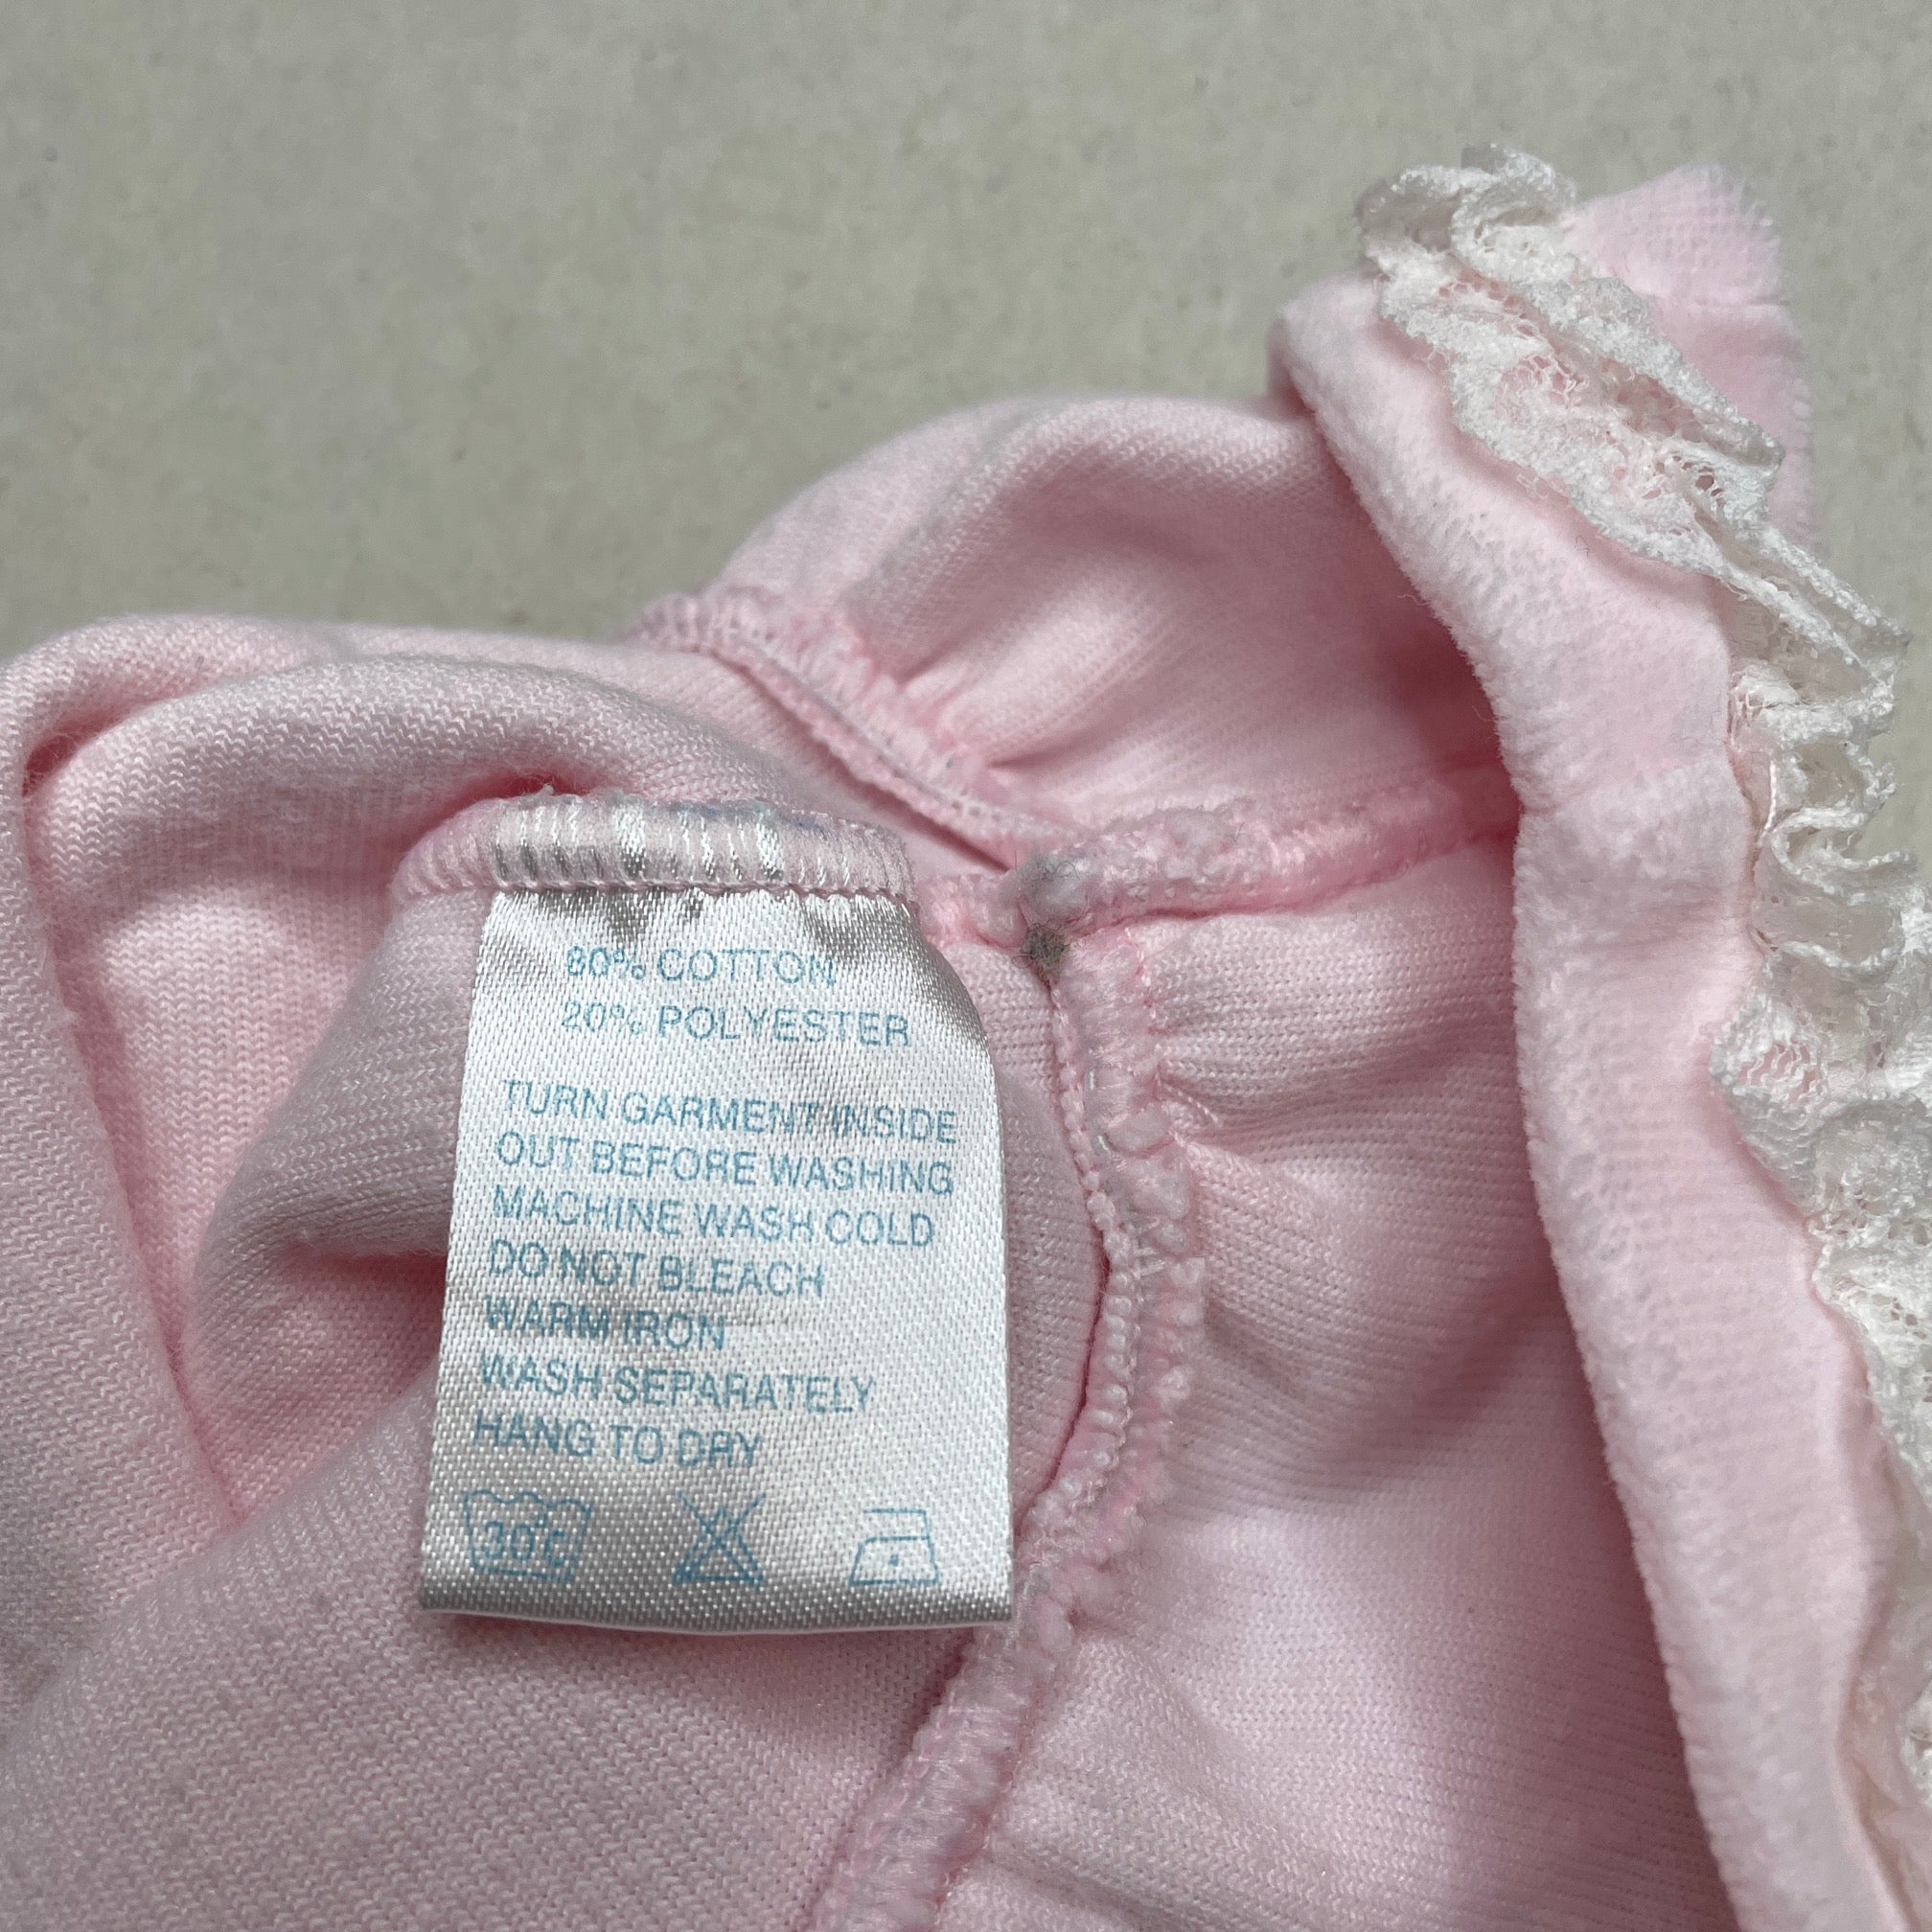 80% COTTON
20% POLYESTER
TURN GARMENT INSIDE
OUT BEFORE WASHING
MACHINE WASH COLD
DO NOT BLEACH
WARM IRON
WASH SEPARATELY
HANG TO DRY
30°C